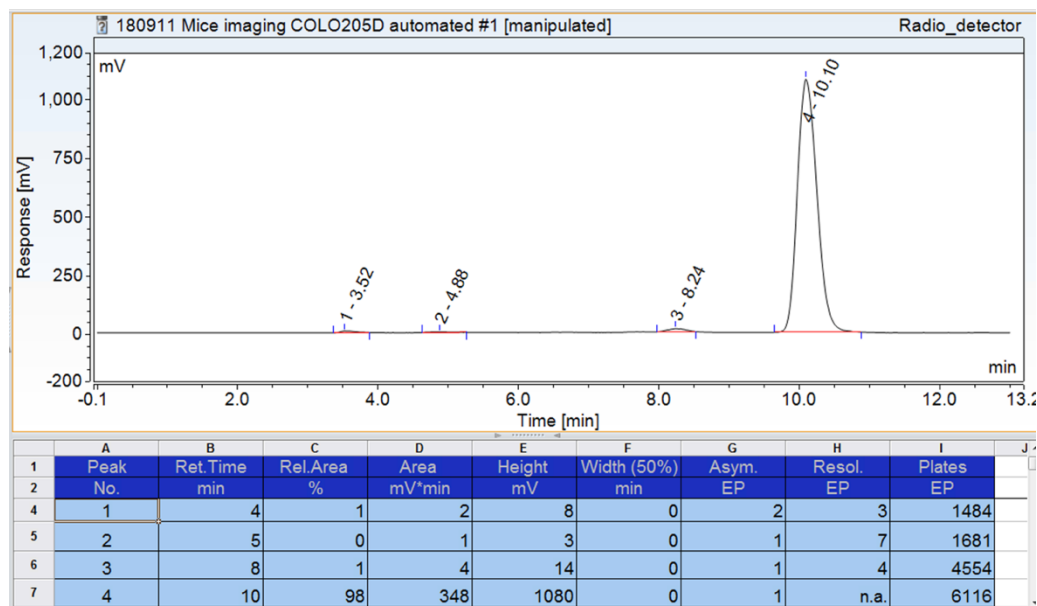 180911 Mice imaging COLO205D automated #1 [manipulated] Radio_detector
mV
1,200
1,000
750
500
250
0
-200
Response [mV]
1 - 3.52
2 - 4.88
3 - 8.24
4 - 10.10
min
-0.1 2.0 4.0 6.0 8.0 10.0 13.2
Time [min]
A B C D E F G H I J
1 Peak Ret.Time Rel.Area Area Height Width (50%) Asym. Resol. Plates
2 No. min % mV*min mV min EP EP EP
4 1 4 1 2 8 0 2 3 1484
5 2 5 0 1 3 0 1 7 1681
6 3 8 1 4 14 0 1 4 4554
7 4 10 98 348 1080 0 1 n.a. 6116